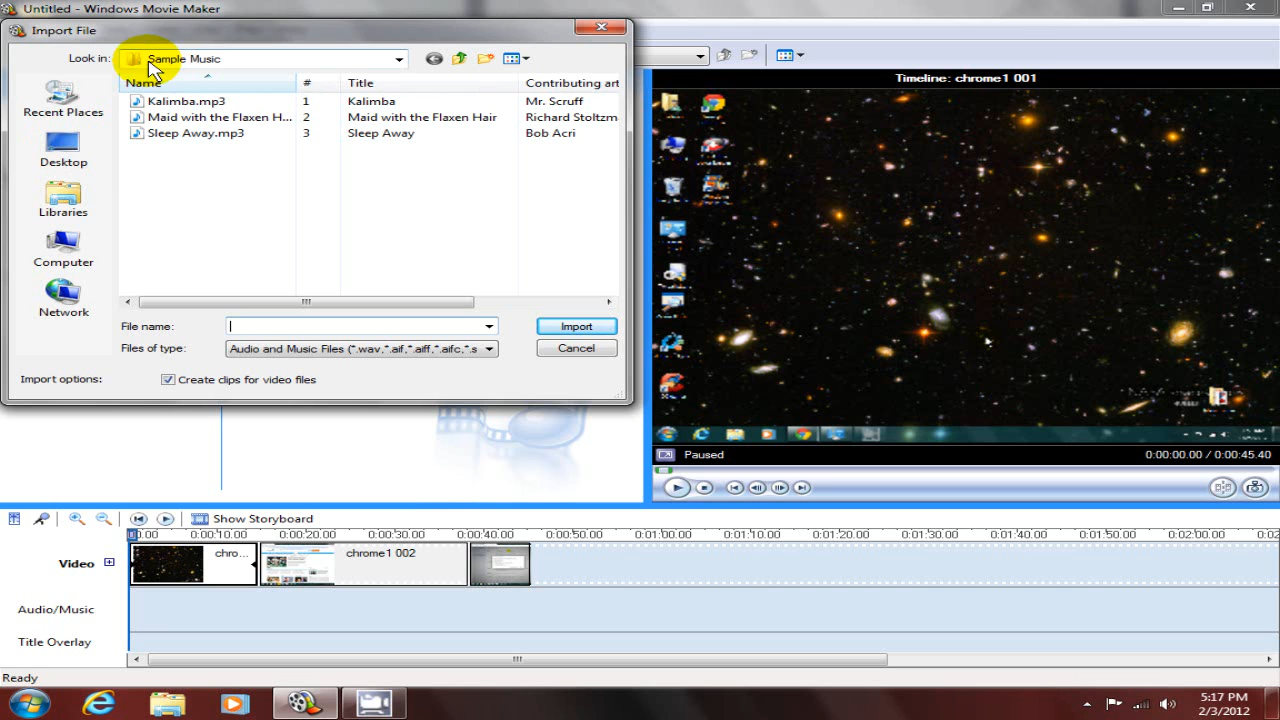 Untitled - Windows Movie Maker
Import File
Look in: Sample Music
Name # Title Contributing art
Kalimba.mp3 1 Kalimba Mr. Scruff
Maid with the Flaxen H... 2 Maid with the Flaxen Hair Richard Stoltzm
Sleep Away.mp3 3 Sleep Away Bob Acri
Recent Places
Desktop
Libraries
Computer
Network
File name:
Import
Files of type: Audio and Music Files (*.wav,*.aif,*.aiff,*.aifc,*.s
Cancel
Import options: Create clips for video files
Timeline: chrome1 001
Paused 0:00:00.00 / 0:00:45.40
Show Storyboard
0:00 0:00:10.00 0:00:20.00 0:00:30.00 0:00:40.00 0:00:50.00 0:01:00.00 0:01:10.00 0:01:20.00 0:01:30.00 0:01:40.00 0:01:50.00 0:02:00.00 0:02
Video chro... chrome1 002
Audio/Music
Title Overlay
Ready
5:17 PM
2/3/2012